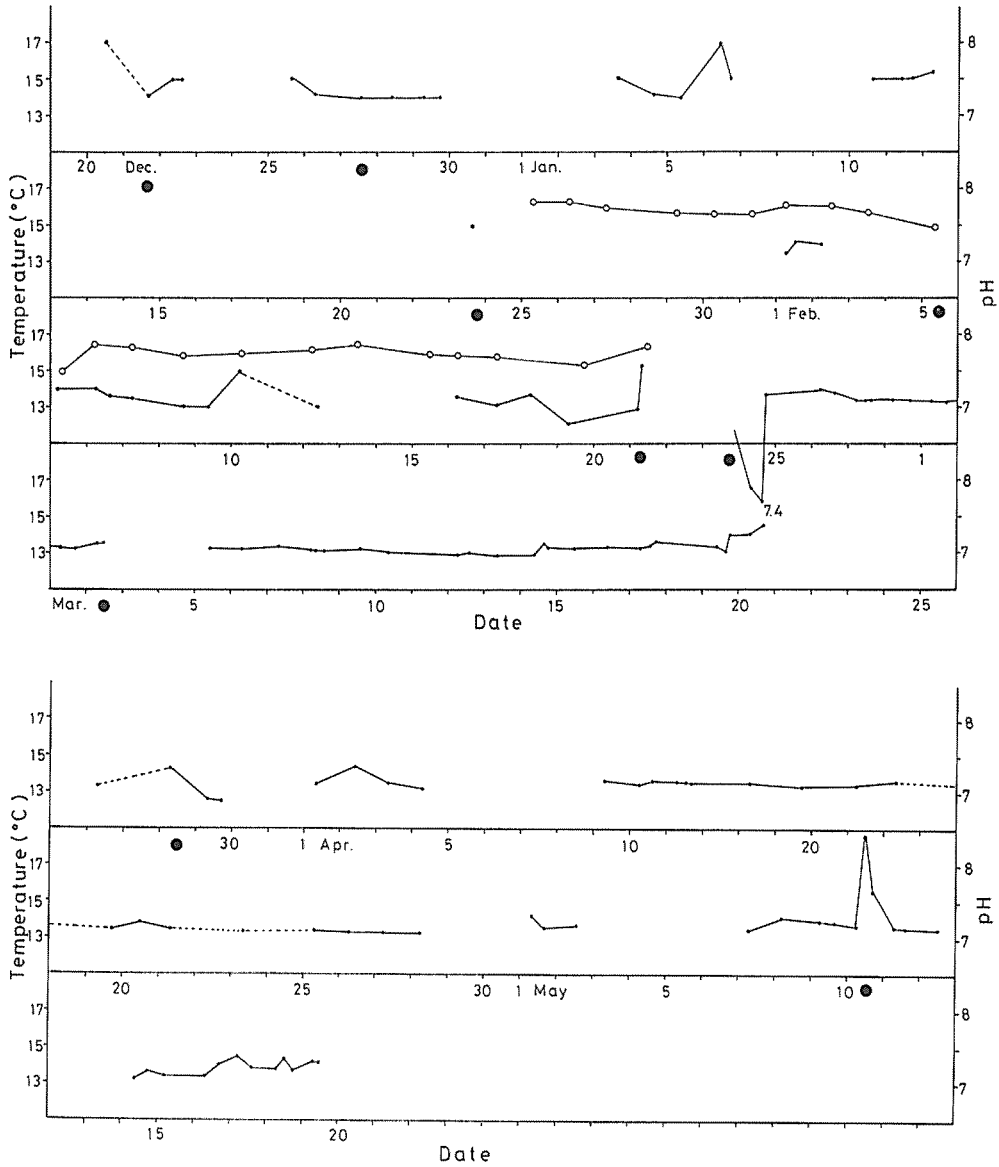 17 8
15
13 7
20 Dec. 25 30 1 Jan. 5 10
17 8
15
13 7
15 20 25 30 1 Feb. 5
Temperature (°C) pH
17 8
15
13 7
10 15 20 25 1
17 8
7.4
15
13 7
Mar. 5 10 15 20 25
Date
17 8
15
13 7
30 1 Apr. 5 10 20
Temperature (°C) pH
17 8
15
13 7
20 25 30 1 May 5 10
17 8
15
13 7
15 20
Date